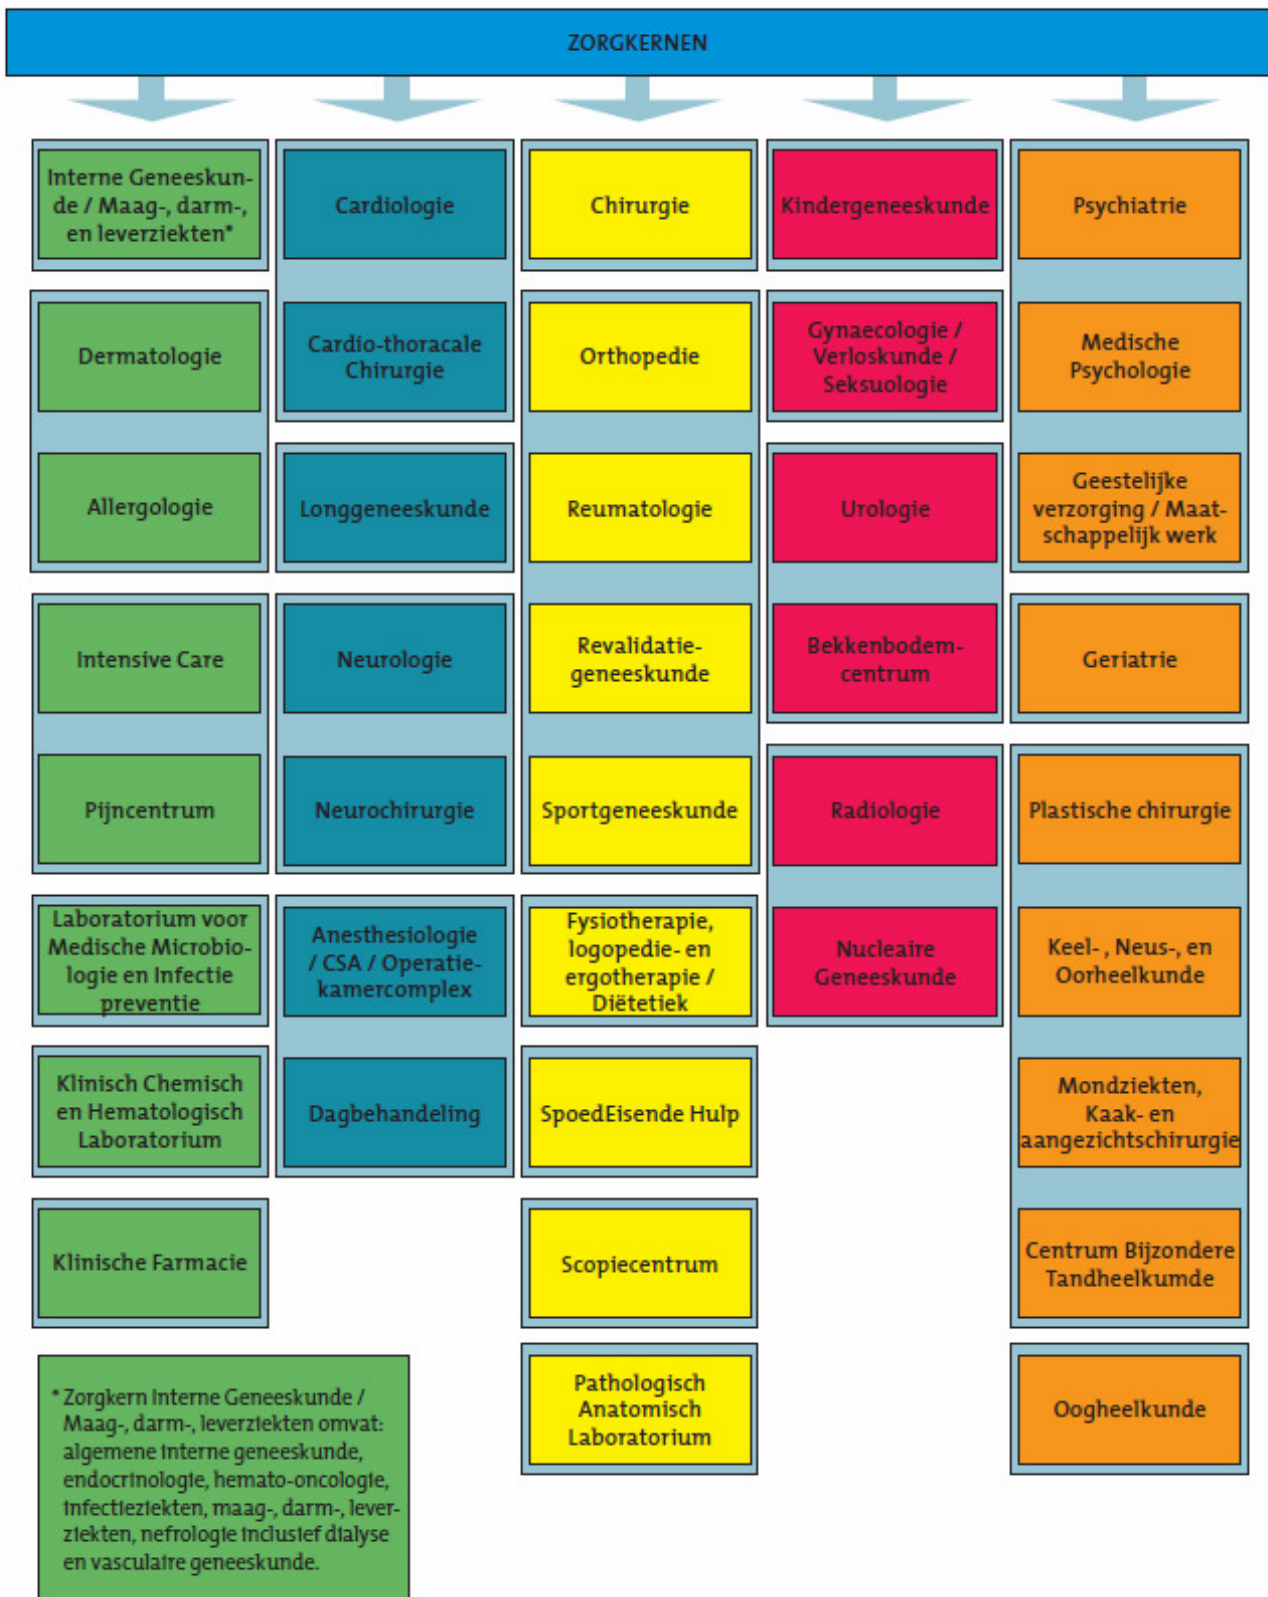 ZORGKERNEN
Interne Geneeskun-
de / Maag-, darm-,
en leverziekten*
Dermatologie
Allergologie
Intensive Care
Pijncentrum
Laboratorium voor
Medische Microbio-
logie en Infectie
preventie
Klinisch Chemisch
en Hematologisch
Laboratorium
Klinische Farmacie
* Zorgkern Interne Geneeskunde /
Maag-, darm-, leverziekten omvat:
algemene interne geneeskunde,
endocrinologie, hemato-oncologie,
infectieziekten, maag-, darm-, lever-
ziekten, nefrologie inclusief dialyse
en vasculaire geneeskunde.
Cardiologie
Cardio-thoracale
Chirurgie
Longgeneeskunde
Neurologie
Neurochirurgie
Anesthesiologie
/ CSA / Operatie-
kamercomplex
Dagbehandeling
Chirurgie
Orthopedie
Reumatologie
Revalidatie-
geneeskunde
Sportgeneeskunde
Fysiotherapie,
logopedie- en
ergotherapie /
Diëtetiek
SpoedEisende Hulp
Scopiecentrum
Pathologisch
Anatomisch
Laboratorium
Kindergeneeskunde
Gynaecologie /
Verloskunde /
Seksuologie
Urologie
Bekkenbodem-
centrum
Radiologie
Nucleaire
Geneeskunde
Psychiatrie
Medische
Psychologie
Geestelijke
verzorging / Maat-
schappelijk werk
Geriatrie
Plastische chirurgie
Keel- , Neus-, en
Oorheelkunde
Mondziekten,
Kaak- en
aangezichtschirurgie
Centrum Bijzondere
Tandheelkumde
Oogheelkunde